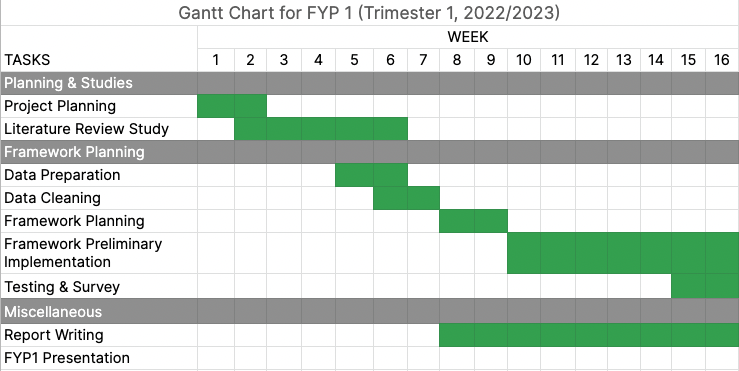 Gantt Chart for FYP 1 (Trimester 1, 2022/2023)
WEEK
TASKS 1 2 3 4 5 6 7 8 9 10 11 12 13 14 15 16
Planning & Studies
Project Planning
Literature Review Study
Framework Planning
Data Preparation
Data Cleaning
Framework Planning
Framework Preliminary
Implementation
Testing & Survey
Miscellaneous
Report Writing
FYP1 Presentation